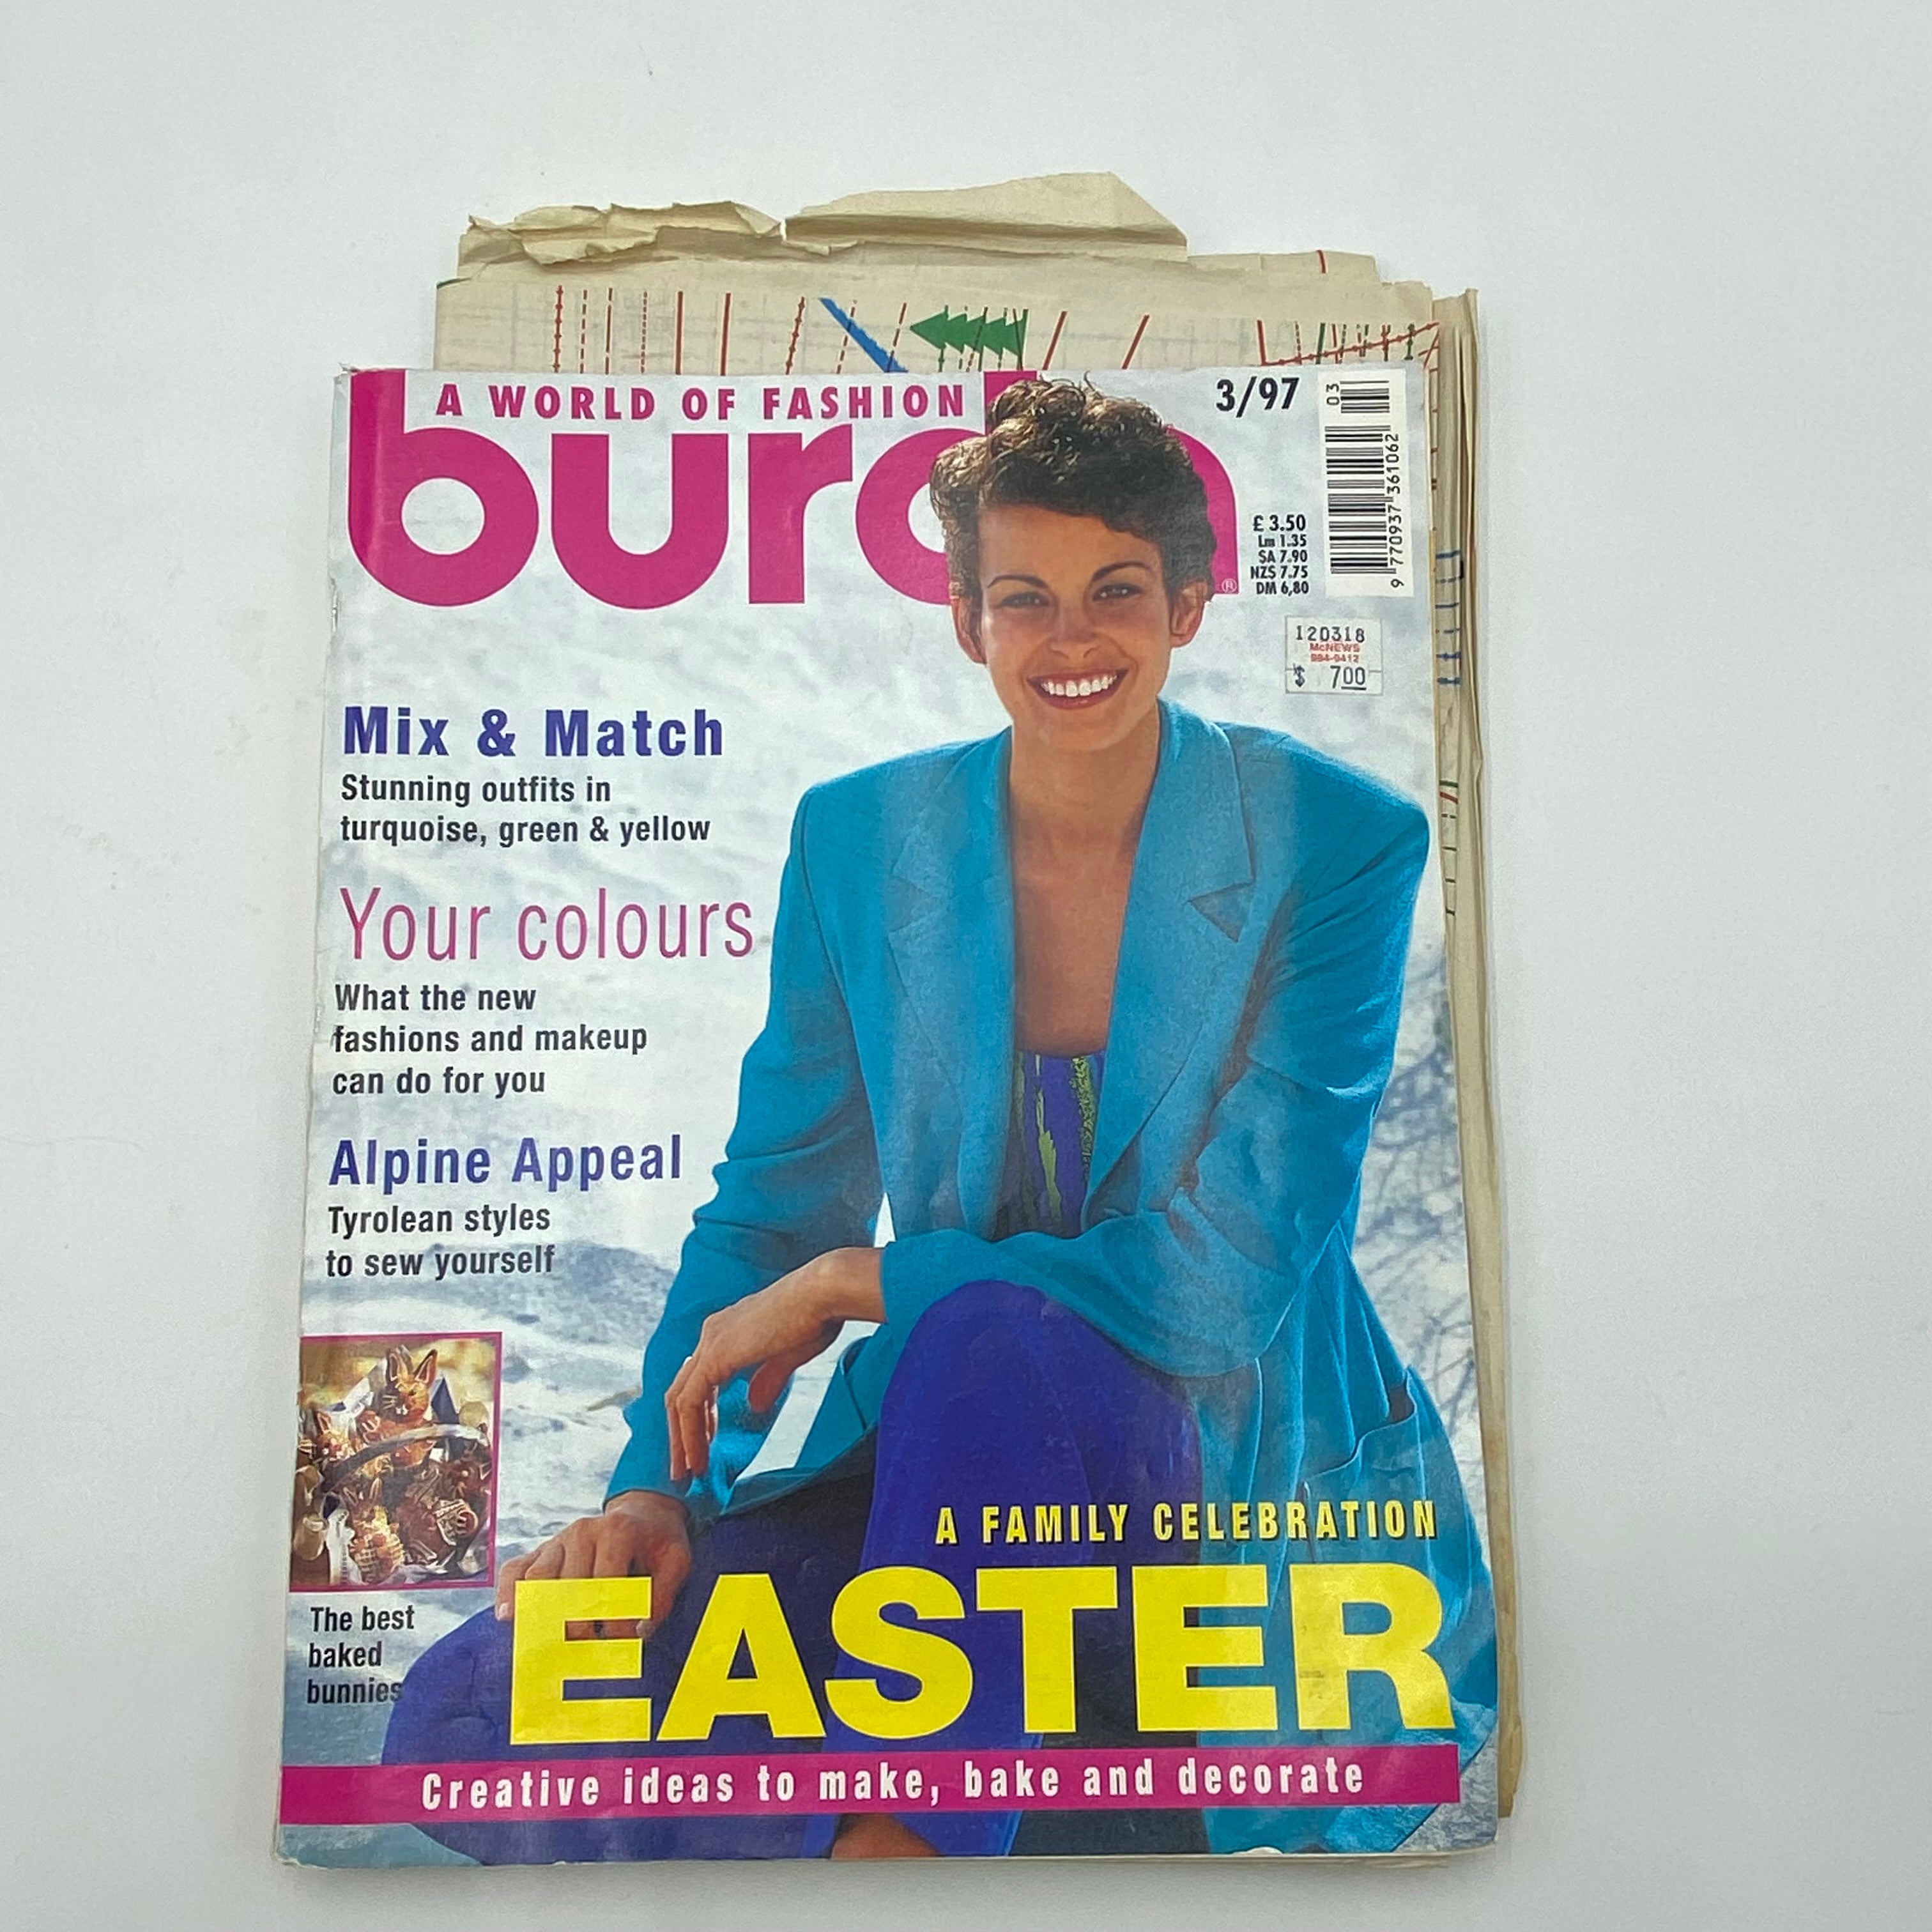 A WORLD OF FASHION
burda
®
3/97
03
9 770937 361062
£ 3.50
Lm 1.35
SA 7.90
NZ$ 7.75
DM 6,80
120318
McNEWS
984-9412
$ 700
Mix & Match
Stunning outfits in
turquoise, green & yellow
Your colours
What the new
fashions and makeup
can do for you
Alpine Appeal
Tyrolean styles
to sew yourself
The best
baked
bunnies
A FAMILY CELEBRATION
EASTER
Creative ideas to make, bake and decorate